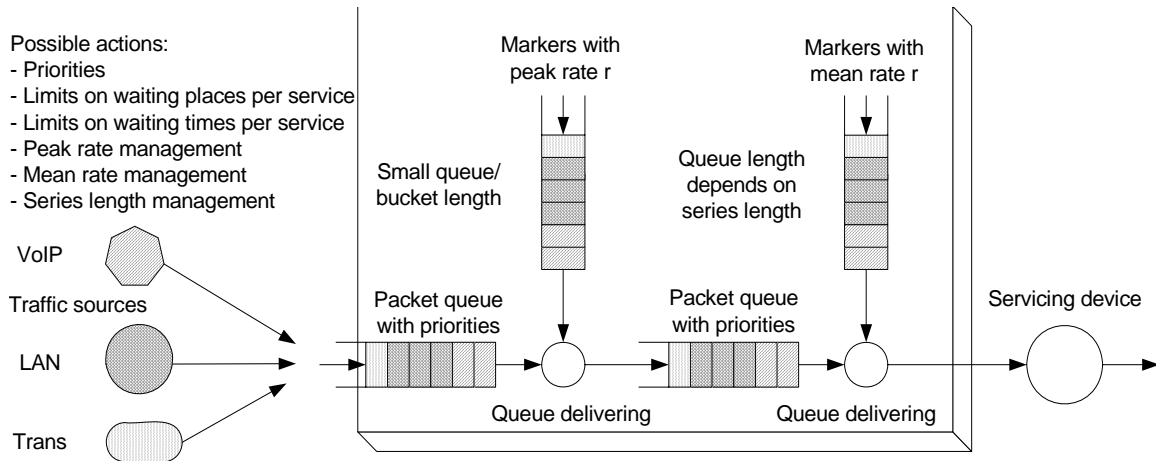 Possible actions:
- Priorities
- Limits on waiting places per service
- Limits on waiting times per service
- Peak rate management
- Mean rate management
- Series length management
Markers with
peak rate r
Markers with
mean rate r
Small queue/
bucket length
Queue length
depends on
series length
VoIP
Traffic sources
LAN
Trans
Packet queue
with priorities
Packet queue
with priorities
Servicing device
Queue delivering
Queue delivering